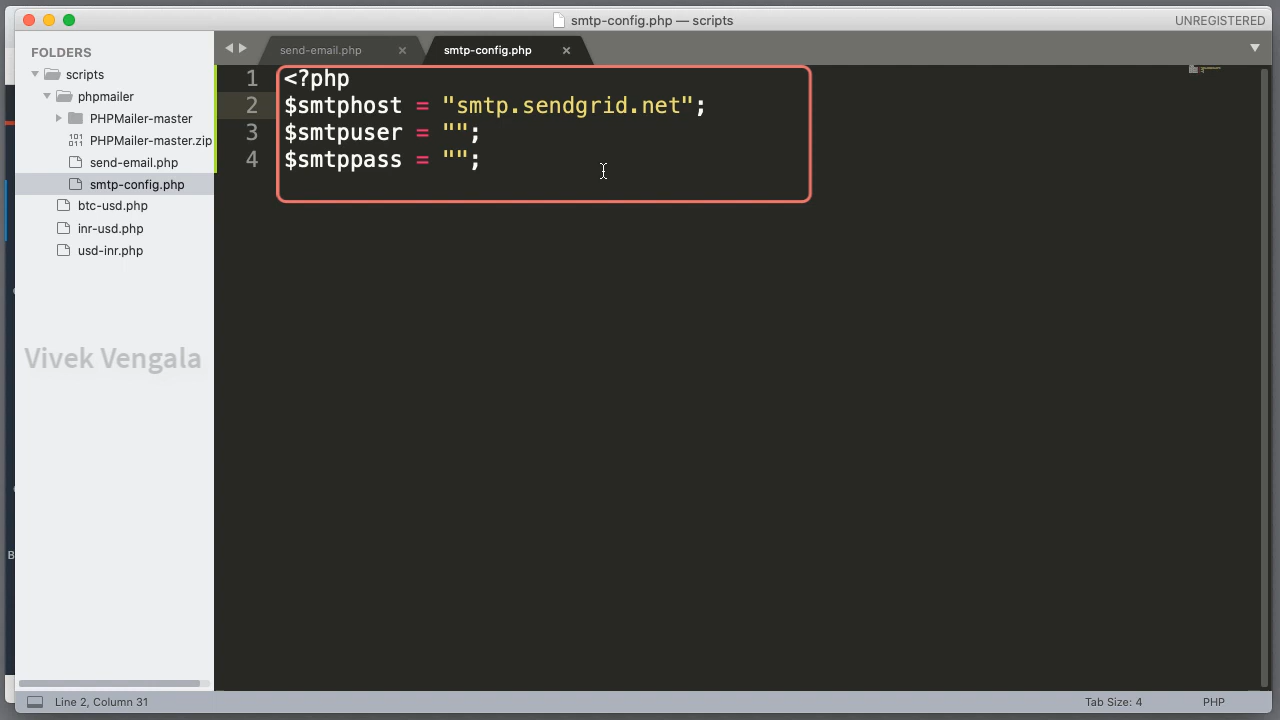 smtp-config.php — scripts
UNREGISTERED
FOLDERS
scripts
phpmailer
PHPMailer-master
PHPMailer-master.zip
send-email.php
smtp-config.php
btc-usd.php
inr-usd.php
usd-inr.php
Vivek Vengala
send-email.php
smtp-config.php
1 <?php
2 $smtphost = "smtp.sendgrid.net";
3 $smtpuser = "";
4 $smtppass = "";
B
Line 2, Column 31
Tab Size: 4
PHP